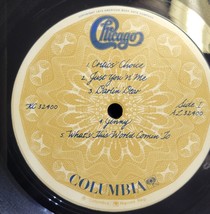 Chicago
1. Critics' Choice
2. Just You 'n' Me
3. Darlin' Dear
KC 32400
Side 1
AL 32400
4. Jenny
5. What's This World Comin' To
COLUMBIA